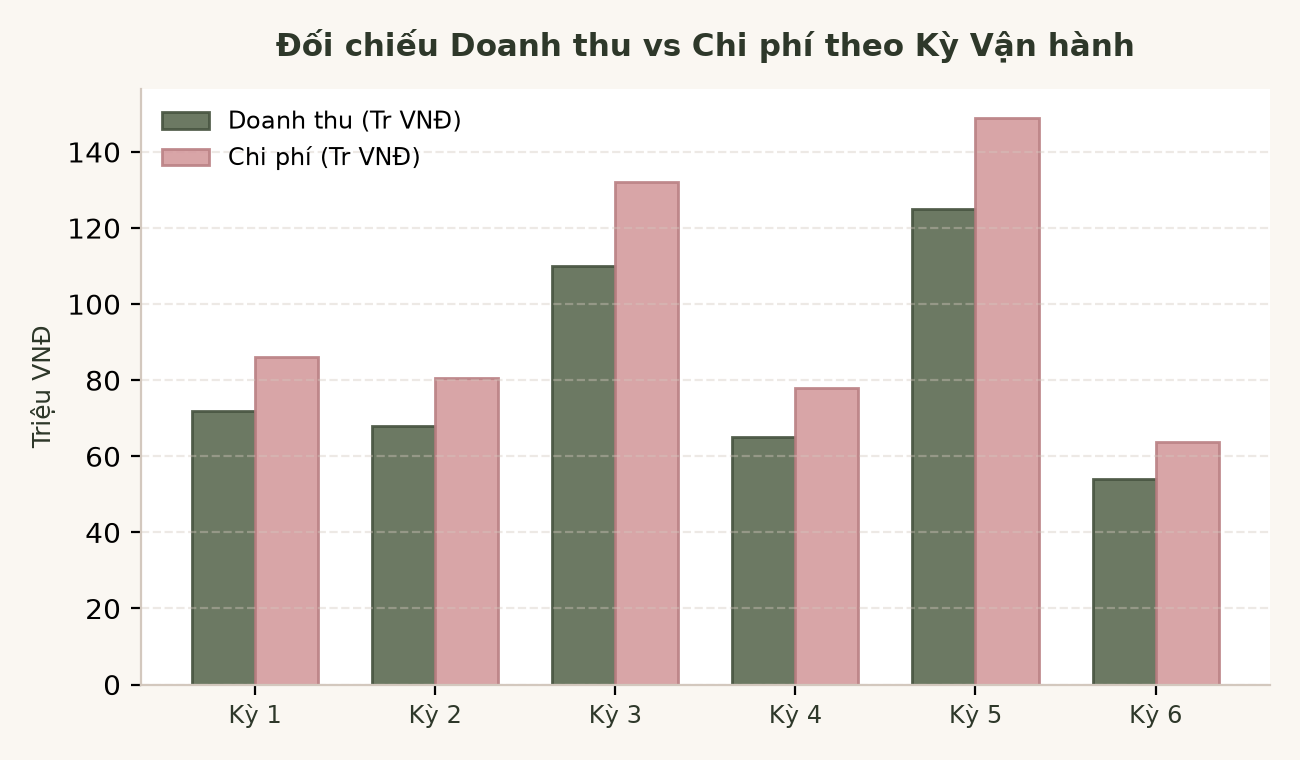 Đối chiếu Doanh thu vs Chi phí theo Kỳ Vận hành
Doanh thu (Tr VNĐ)
Chi phí (Tr VNĐ)
Triệu VNĐ
140
120
100
80
60
40
20
0
Kỳ 1
Kỳ 2
Kỳ 3
Kỳ 4
Kỳ 5
Kỳ 6